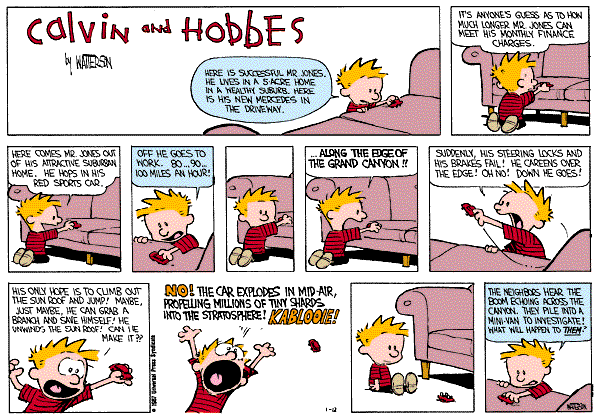 Calvin and Hobbes
by Watterson
HERE IS SUCCESSFUL MR. JONES.
HE LIVES IN A 5-ACRE HOME
IN A WEALTHY SUBURB. HERE
IS HIS NEW MERCEDES IN
THE DRIVEWAY.
IT'S ANYONE'S GUESS AS TO HOW
MUCH LONGER MR. JONES CAN
MEET HIS MONTHLY FINANCE
CHARGES.
HERE COMES MR. JONES OUT
OF HIS ATTRACTIVE SUBURBAN
HOME. HE HOPS IN HIS
RED SPORTS CAR.
OFF HE GOES TO
WORK. 80...90...
100 MILES AN HOUR!
...ALONG THE EDGE OF
THE GRAND CANYON!!
SUDDENLY, HIS STEERING LOCKS AND
HIS BRAKES FAIL! HE CAREENS OVER
THE EDGE! OH NO! DOWN HE GOES!
HIS ONLY HOPE IS TO CLIMB OUT
THE SUN ROOF AND JUMP! MAYBE,
JUST MAYBE, HE CAN GRAB A
BRANCH AND SAVE HIMSELF! HE
UNWINDS THE SUN ROOF! CAN HE
MAKE IT??
© 1987 Universal Press Syndicate
NO! THE CAR EXPLODES IN MID-AIR,
PROPELLING MILLIONS OF TINY SHARDS
INTO THE STRATOSPHERE! KABLOOIE!
1-18
THE NEIGHBORS HEAR THE
BOOM ECHOING ACROSS THE
CANYON. THEY PILE INTO A
MINI-VAN TO INVESTIGATE!
WHAT WILL HAPPEN TO THEM?
WATTERSON